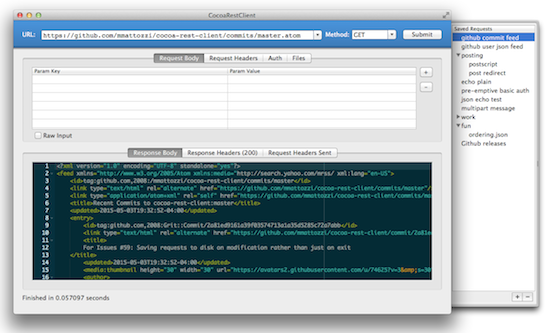 CocoaRestClient
URL: https://github.com/mmattozzi/cocoa-rest-client/commits/master.atom Method: GET Submit
Request Body Request Headers Auth Files
Param Key Param Value
+
-
Raw Input
Response Body Response Headers (200) Request Headers Sent
1 <?xml version="1.0" encoding="UTF-8" standalone="yes"?>
2 <feed xmlns="http://www.w3.org/2005/Atom xmlns:media="http://search.yahoo.com/mrss/ xml:lang="en-US">
3 <id>tag:github.com,2008:/mmattozzi/cocoa-rest-client/commits/master</id>
4 <link type="text/html" rel="alternate" href="https://github.com/mmattozzi/cocoa-rest-client/commits/master"/
5 <link type="application/atom+xml" rel="self" href="https://github.com/mmattozzi/cocoa-rest-client/commits/
6 <title>Recent Commits to cocoa-rest-client:master</title>
7 <updated>2015-05-03T19:32:52-04:00</updated>
8 <entry>
9 <id>tag:github.com,2008:Grit::Commit/
10 <link type="text/html" rel="alternate" href="https://github.com/mmattozzi/cocoa-rest-client/commit/
11 <title>
12 For Issues #59: Saving requests to disk on modification rather than just on exit
13 </title>
14 <updated>2015-05-03T19:32:52-04:00</updated>
15 <media:thumbnail height="30" width="30" url="https://avatars2.githubusercontent.com/u/74625?v=3&amp;s=30
16 <author>
Finished in 0.057097 seconds
Saved Requests
github commit feed
github user json feed
posting
postscript
post redirect
echo plain
pre-emptive basic auth
json echo test
multipart message
work
fun
ordering.json
Github releases
+ -